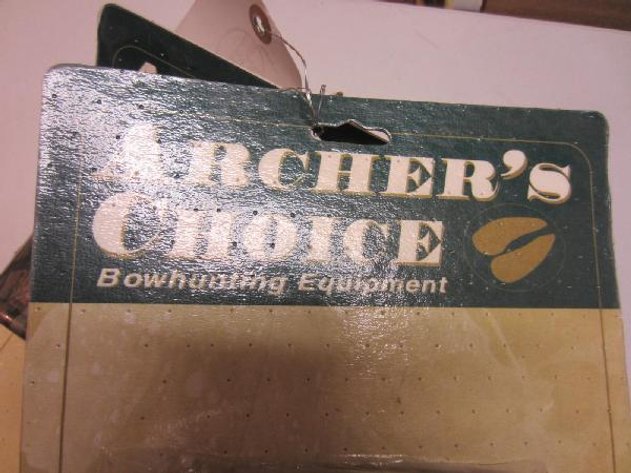 ARCHER'S
CHOICE
Bowhunting Equipment